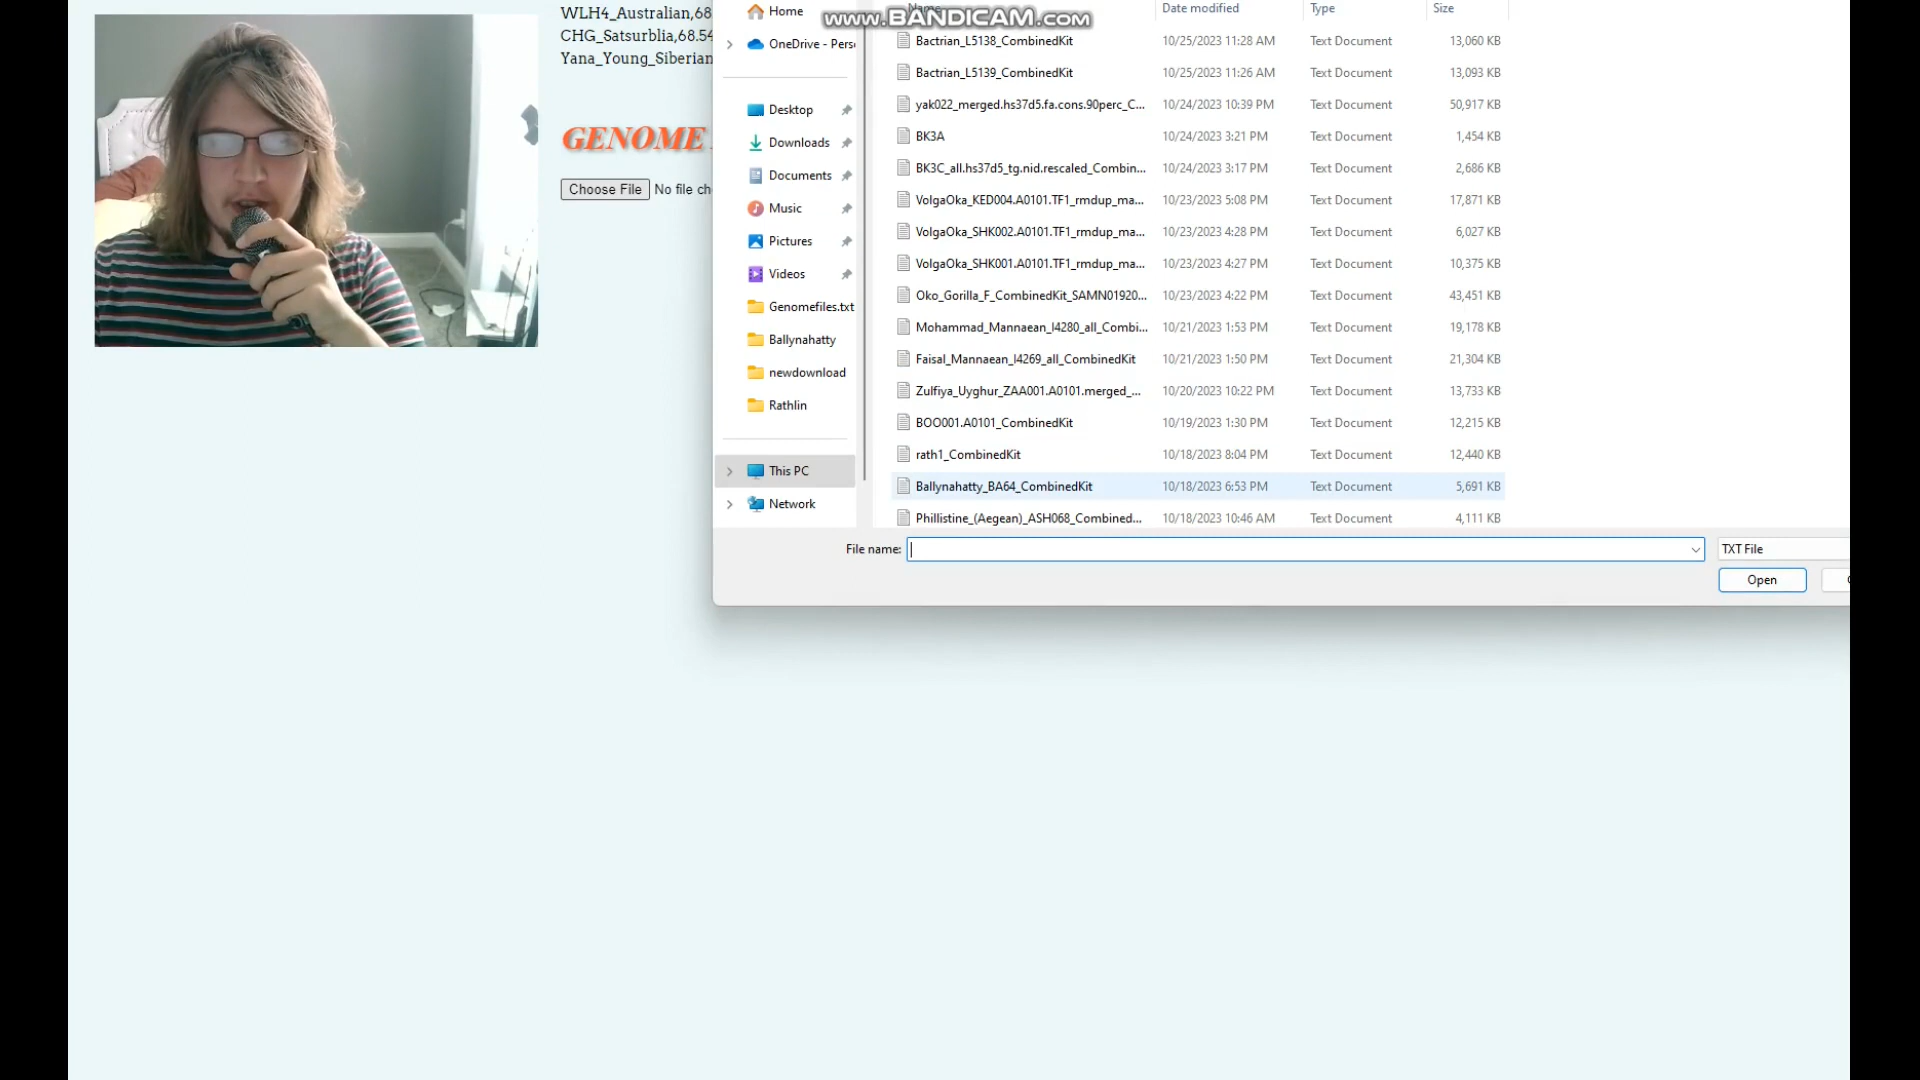 WLH4_Australian,68
CHG_Satsurblia,68.54
Yana_Young_Siberian
GENOME
Choose File No file ch
www.BANDICAM.com
Home
OneDrive - Pers
Desktop
Downloads
Documents
Music
Pictures
Videos
Genomefiles.txt
Ballynahatty
newdownload
Rathlin
This PC
Network
Name Date modified Type Size
Bactrian_L5138_CombinedKit 10/25/2023 11:28 AM Text Document 13,060 KB
Bactrian_L5139_CombinedKit 10/25/2023 11:26 AM Text Document 13,093 KB
yak022_merged.hs37d5.fa.cons.90perc_C... 10/24/2023 10:39 PM Text Document 50,917 KB
BK3A 10/24/2023 3:21 PM Text Document 1,454 KB
BK3C_all.hs37d5_tg.nid.rescaled_Combin... 10/24/2023 3:17 PM Text Document 2,686 KB
VolgaOka_KED004.A0101.TF1_rmdup_ma... 10/23/2023 5:08 PM Text Document 17,871 KB
VolgaOka_SHK002.A0101.TF1_rmdup_ma... 10/23/2023 4:28 PM Text Document 6,027 KB
VolgaOka_SHK001.A0101.TF1_rmdup_ma... 10/23/2023 4:27 PM Text Document 10,375 KB
Oko_Gorilla_F_CombinedKit_SAMN01920... 10/23/2023 4:22 PM Text Document 43,451 KB
Mohammad_Mannaean_I4280_all_Combi... 10/21/2023 1:53 PM Text Document 19,178 KB
Faisal_Mannaean_I4269_all_CombinedKit 10/21/2023 1:50 PM Text Document 21,304 KB
Zulfiya_Uyghur_ZAA001.A0101.merged_... 10/20/2023 10:22 PM Text Document 13,733 KB
BOO001.A0101_CombinedKit 10/19/2023 1:30 PM Text Document 12,215 KB
rath1_CombinedKit 10/18/2023 8:04 PM Text Document 12,440 KB
Ballynahatty_BA64_CombinedKit 10/18/2023 6:53 PM Text Document 5,691 KB
Phillistine_(Aegean)_ASH068_Combined... 10/18/2023 10:46 AM Text Document 4,111 KB
File name: TXT File
Open